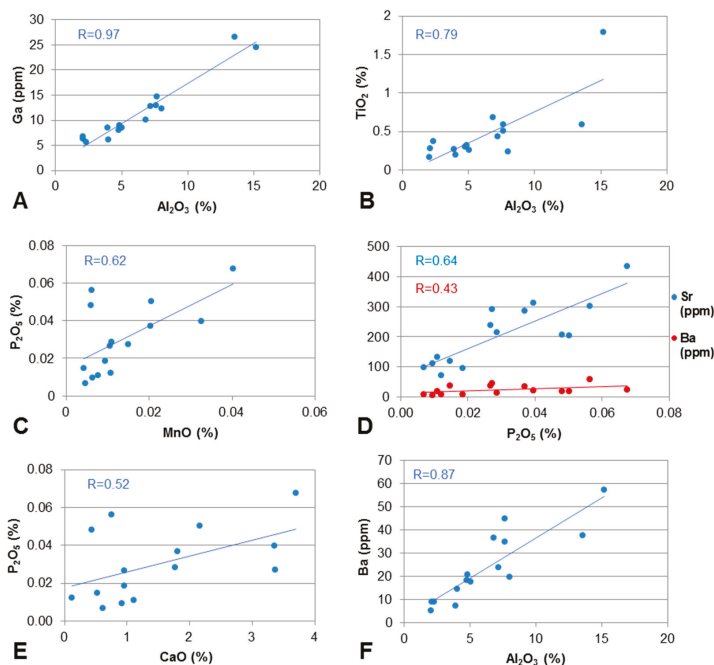 R=0.97
Ga (ppm)
30
25
20
15
10
5
0
0 5 10 15 20
Al₂O₃ (%)
A
R=0.79
TiO₂ (%)
2
1.5
1
0.5
0
0 5 10 15 20
Al₂O₃ (%)
B
R=0.62
P₂O₅ (%)
0.08
0.06
0.04
0.02
0.00
0.00 0.02 0.04 0.06
MnO (%)
C
R=0.64
R=0.43
500
400
300
200
100
0
0.00 0.02 0.04 0.06 0.08
P₂O₅ (%)
Sr
(ppm)
Ba
(ppm)
D
R=0.52
P₂O₅ (%)
0.08
0.06
0.04
0.02
0.00
0 1 2 3 4
CaO (%)
E
R=0.87
Ba (ppm)
70
60
50
40
30
20
10
0
0 5 10 15 20
Al₂O₃ (%)
F